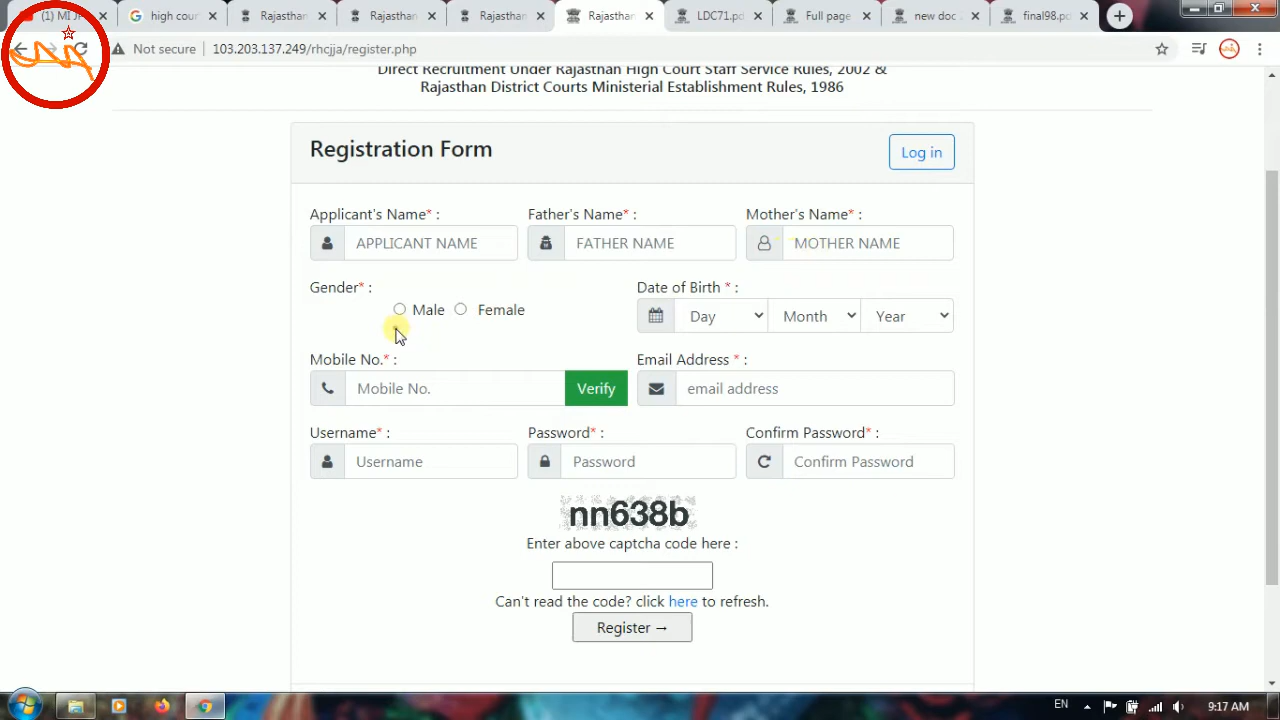 (1) MI JP
high court
Rajasthan
Rajasthan
Rajasthan
Rajasthan
LDC71.pd
Full page
new doc
final98.pd
Not secure
103.203.137.249/rhcjja/register.php
Direct Recruitment Under Rajasthan High Court Staff Service Rules, 2002 &
Rajasthan District Courts Ministerial Establishment Rules, 1986
Registration Form
Log in
Applicant's Name* :
Father's Name* :
Mother's Name* :
APPLICANT NAME
FATHER NAME
MOTHER NAME
Gender* :
Date of Birth * :
Male
Female
Day
Month
Year
Mobile No.* :
Email Address * :
Mobile No.
Verify
email address
Username* :
Password* :
Confirm Password* :
Username
Password
Confirm Password
nn638b
Enter above captcha code here :
Can't read the code? click here to refresh.
Register →
EN
9:17 AM